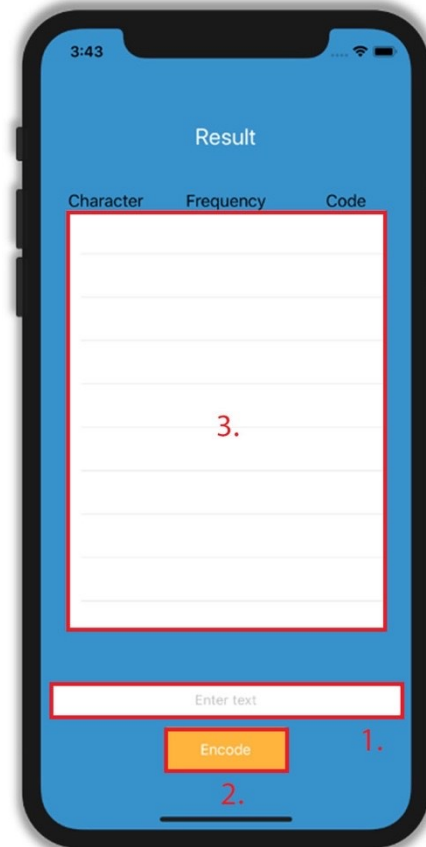 3:43
Result
Character Frequency Code
3.
Enter text
1.
Encode
2.